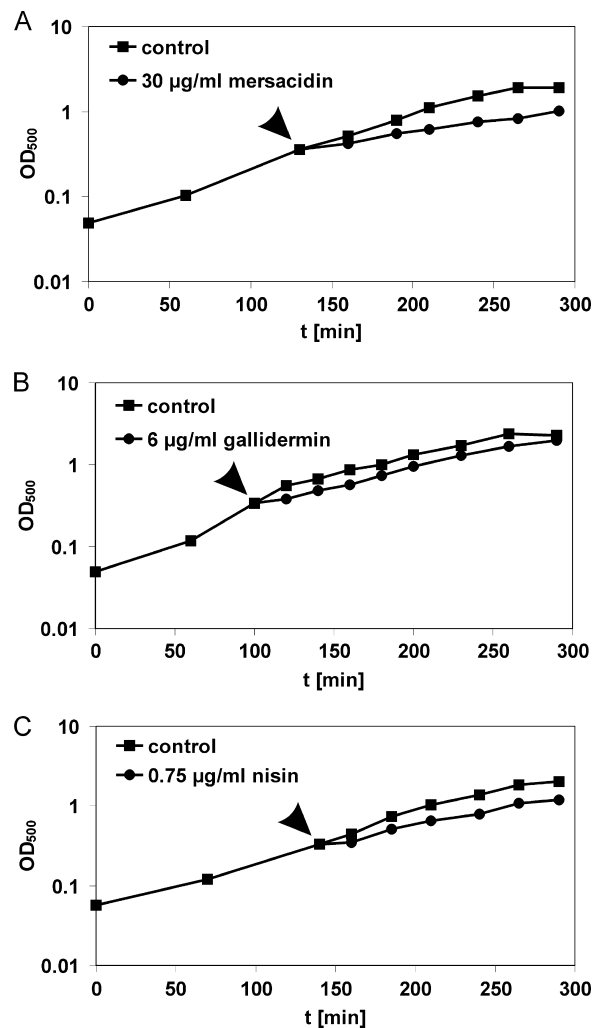 A
10
control
30 µg/ml mersacidin
1
OD500
0.1
0.01
0 50 100 150 200 250 300
t [min]
B
10
control
6 µg/ml gallidermin
1
OD500
0.1
0.01
0 50 100 150 200 250 300
t [min]
C
10
control
0.75 µg/ml nisin
1
OD500
0.1
0.01
0 50 100 150 200 250 300
t [min]